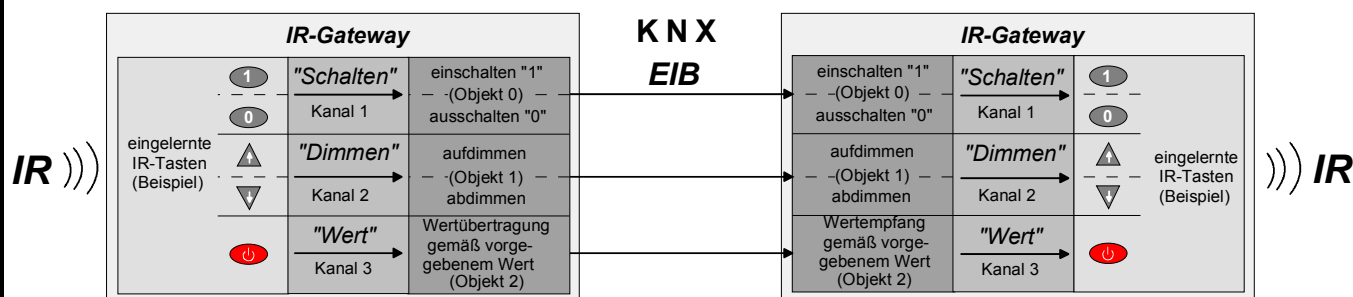 IR-Gateway
KNX
EIB
IR-Gateway
IR
eingelernte
IR-Tasten
(Beispiel)
1
0
"Schalten"
Kanal 1
einschalten "1"
(Objekt 0)
ausschalten "0"
"Dimmen"
Kanal 2
aufdimmen
(Objekt 1)
abdimmen
"Wert"
Kanal 3
Wertübertragung
gemäß vorge-
gebenem Wert
(Objekt 2)
einschalten "1"
(Objekt 0)
ausschalten "0"
"Schalten"
Kanal 1
1
0
aufdimmen
(Objekt 1)
abdimmen
"Dimmen"
Kanal 2
Wertempfang
gemäß vorge-
gebenem Wert
(Objekt 2)
"Wert"
Kanal 3
eingelernte
IR-Tasten
(Beispiel)
IR